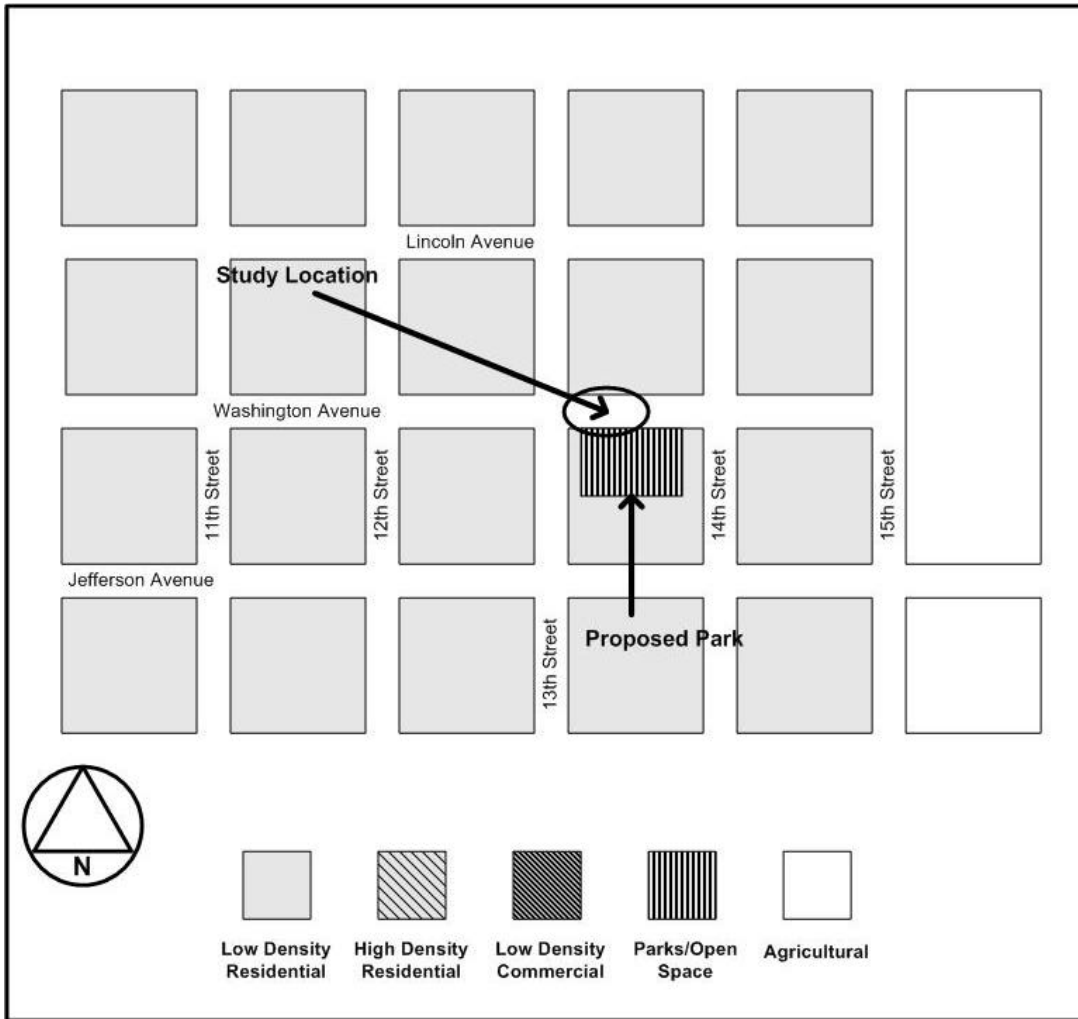 Lincoln Avenue
Study Location
Washington Avenue
11th Street
12th Street
14th Street
15th Street
Jefferson Avenue
13th Street
Proposed Park
N
Low Density
Residential
High Density
Residential
Low Density
Commercial
Parks/Open
Space
Agricultural